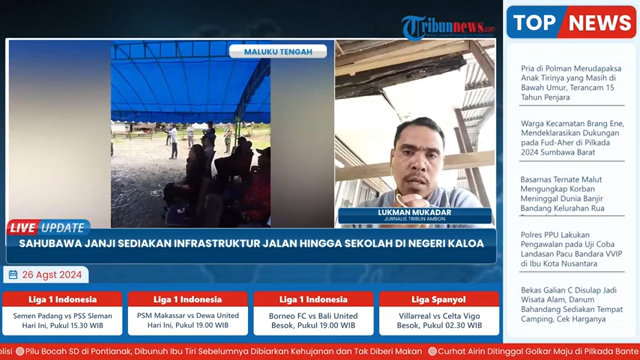 Tribunnews.com
TOP NEWS
MALUKU TENGAH
LUKMAN MUKADAR
JURNALIS TRIBUN AMBON
LIVE UPDATE
SAHUBAWA JANJI SEDIAKAN INFRASTRUKTUR JALAN HINGGA SEKOLAH DI NEGERI KALOA
26 Agst 2024
Pria di Polman Merudapaksa
Anak Tirinya yang Masih di
Bawah Umur, Terancam 15
Tahun Penjara
Warga Kecamatan Brang Ene,
Mendeklarasikan Dukungan
pada Fud-Aher di Pilkada
2024 Sumbawa Barat
Basarnas Ternate Malut
Mengungkap Korban
Meninggal Dunia Banjir
Bandang Kelurahan Rua
Polres PPU Lakukan
Pengawalan pada Uji Coba
Landasan Pacu Bandara VVIP
di Ibu Kota Nusantara
Bekas Galian C Disulap Jadi
Wisata Alam, Danum
Bahandang Sediakan Tempat
Camping, Cek Harganya
Liga 1 Indonesia
Semen Padang vs PSS Sleman
Hari Ini, Pukul 15.30 WIB
Liga 1 Indonesia
PSM Makassar vs Dewa United
Hari Ini, Pukul 19.00 WIB
Liga 1 Indonesia
Borneo FC vs Bali United
Besok, Pukul 19.00 WIB
Liga Spanyol
Villarreal vs Celta Vigo
Besok, Pukul 02.30 WIB
olisi Pilu Bocah SD di Pontianak, Dibunuh Ibu Tiri Sebelumnya Dibiarkan Kehujanan dan Tak Diberi Makan Curhat Airin Ditinggal Golkar Maju di Pilkada Bante